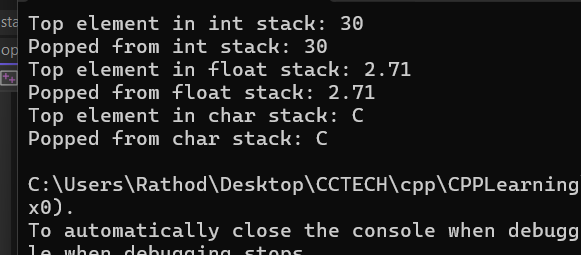 Top element in int stack: 30
Popped from int stack: 30
Top element in float stack: 2.71
Popped from float stack: 2.71
Top element in char stack: C
Popped from char stack: C
C:\Users\Rathod\Desktop\CCTECH\cpp\CPPLearning
x0).
To automatically close the console when debugg
le when debugging stops